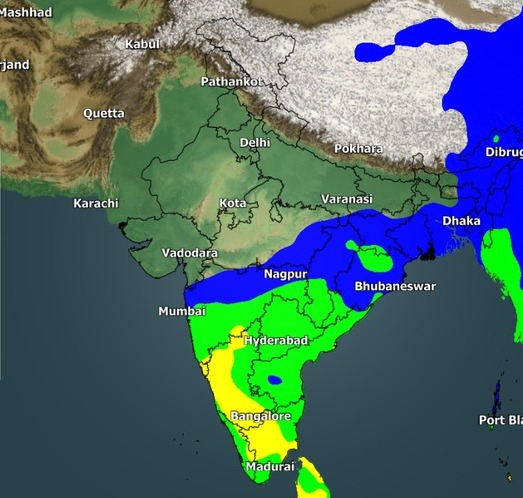 Mashhad
Kabul
rjand
Pathankot
Quetta
Delhi
Pokhara
Dibrug
Karachi
Kota
Varanasi
Dhaka
Vadodara
Nagpur
Bhubaneswar
Mumbai
Hyderabad
Bangalore
Port Bla
Madurai